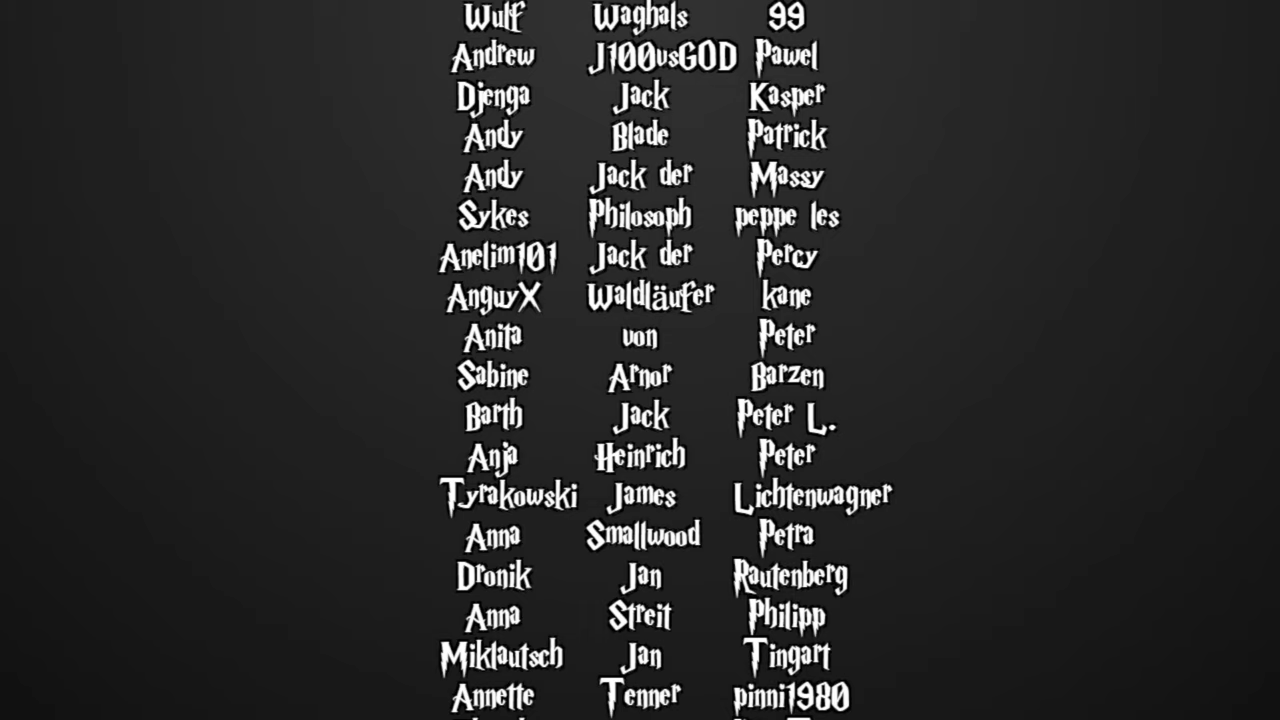 Wulf Waghals 99
Andrew J100vsGOD Pawel
Djenga Jack Kasper
Andy Blade Patrick
Andy Jack der Massy
Sykes Philosoph peppe les
Anelim101 Jack der Percy
AnguyX Waldläufer kane
Anita von Peter
Sabine Arnor Barzen
Barth Jack Peter L.
Anja Heinrich Peter
Tyrakowski James Lichtenwagner
Anna Smallwood Petra
Dronik Jan Rautenberg
Anna Streit Philipp
Miklautsch Jan Tingart
Annette Tenner pinni1980